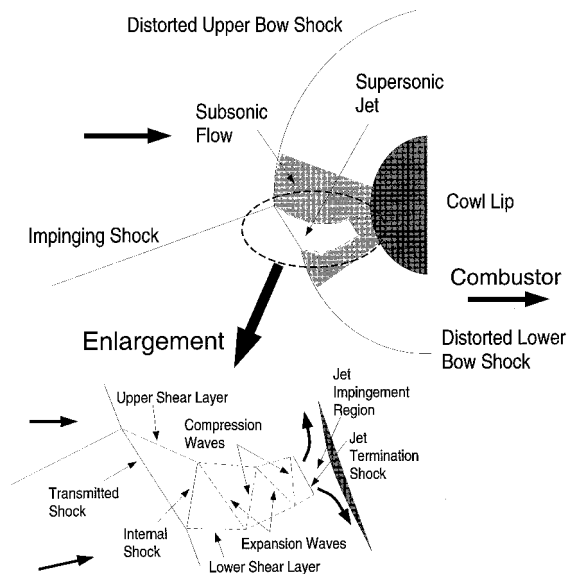 Distorted Upper Bow Shock
Supersonic
Jet
Subsonic
Flow
Cowl Lip
Impinging Shock
Combustor
Enlargement
Distorted Lower
Bow Shock
Jet
Impingement
Region
Upper Shear Layer
Compression
Waves
Jet
Termination
Shock
Transmitted
Shock
Internal
Shock
Expansion Waves
Lower Shear Layer